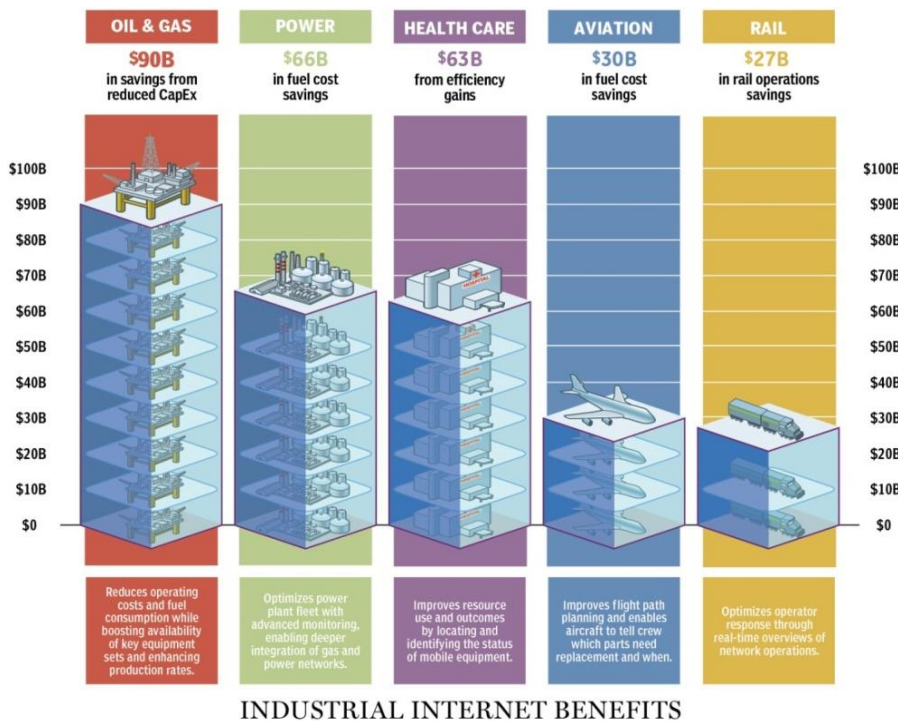 OIL & GAS
$90B
in savings from
reduced CapEx
POWER
$66B
in fuel cost
savings
HEALTH CARE
$63B
from efficiency
gains
AVIATION
$30B
in fuel cost
savings
RAIL
$27B
in rail operations
savings
$100B
$90B
$80B
$70B
$60B
$50B
$40B
$30B
$20B
$10B
$0
HOSPITAL
$100B
$90B
$80B
$70B
$60B
$50B
$40B
$30B
$20B
$10B
$0
Reduces operating
costs and fuel
consumption while
boosting availability
of key equipment
sets and enhancing
production rates.
Optimizes power
plant fleet with
advanced monitoring,
enabling deeper
integration of gas and
power networks.
Improves resource
use and outcomes
by locating and
identifying the status
of mobile equipment.
Improves flight path
planning and enables
aircraft to tell crew
which parts need
replacement and when.
Optimizes operator
response through
real-time overviews of
network operations.
INDUSTRIAL INTERNET BENEFITS